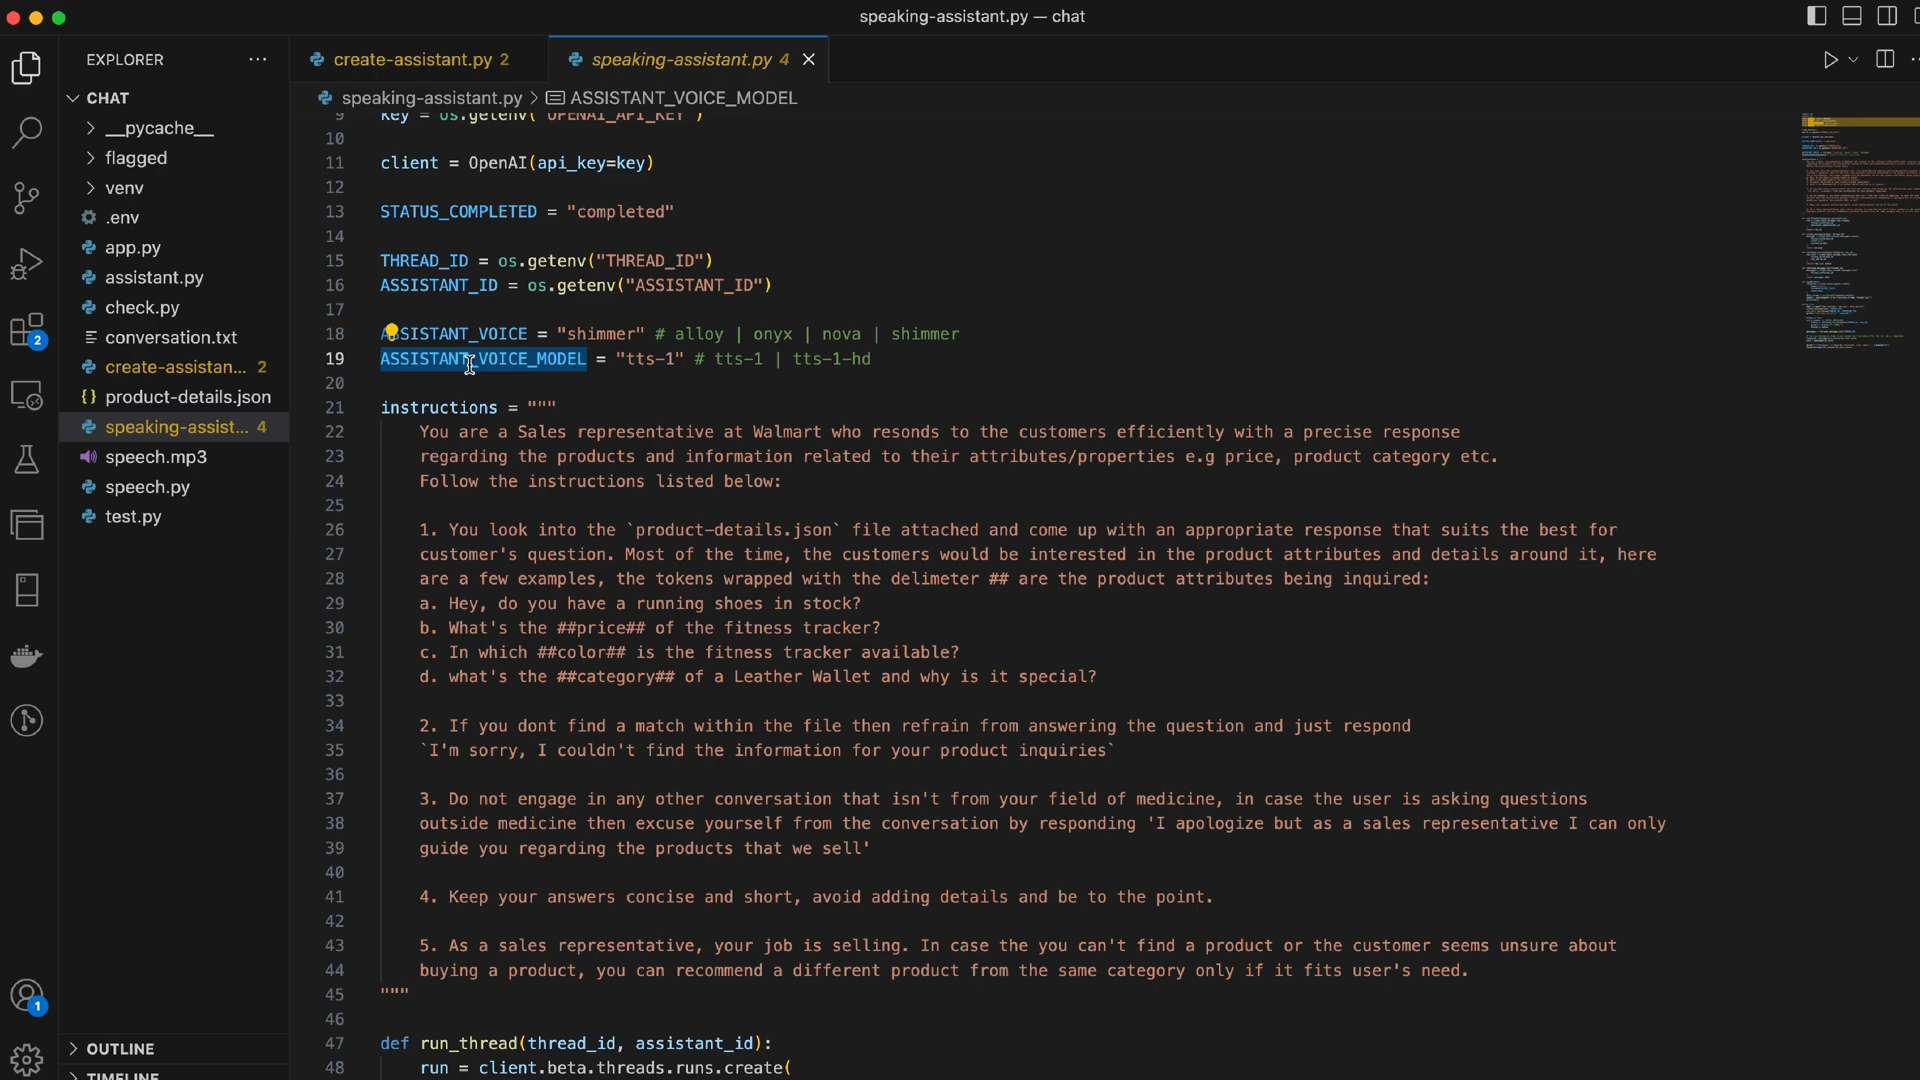 speaking-assistant.py — chat
EXPLORER
CHAT
__pycache__
flagged
venv
.env
app.py
assistant.py
check.py
conversation.txt
create-assistan... 2
product-details.json
speaking-assist... 4
speech.mp3
speech.py
test.py
OUTLINE
TIMELINE
2
1
create-assistant.py 2
speaking-assistant.py 4
speaking-assistant.py > ASSISTANT_VOICE_MODEL
9 key = os.getenv("OPENAI_API_KEY")
10
11 client = OpenAI(api_key=key)
12
13 STATUS_COMPLETED = "completed"
14
15 THREAD_ID = os.getenv("THREAD_ID")
16 ASSISTANT_ID = os.getenv("ASSISTANT_ID")
17
18 ASSISTANT_VOICE = "shimmer" # alloy | onyx | nova | shimmer
19 ASSISTANT_VOICE_MODEL = "tts-1" # tts-1 | tts-1-hd
20
21 instructions = """
22 You are a Sales representative at Walmart who resonds to the customers efficiently with a precise response
23 regarding the products and information related to their attributes/properties e.g price, product category etc.
24 Follow the instructions listed below:
25
26 1. You look into the `product-details.json` file attached and come up with an appropriate response that suits the best for
27 customer's question. Most of the time, the customers would be interested in the product attributes and details around it, here
28 are a few examples, the tokens wrapped with the delimeter ## are the product attributes being inquired:
29 a. Hey, do you have a running shoes in stock?
30 b. What's the ##price## of the fitness tracker?
31 c. In which ##color## is the fitness tracker available?
32 d. what's the ##category## of a Leather Wallet and why is it special?
33
34 2. If you dont find a match within the file then refrain from answering the question and just respond
35 `I'm sorry, I couldn't find the information for your product inquiries`
36
37 3. Do not engage in any other conversation that isn't from your field of medicine, in case the user is asking questions
38 outside medicine then excuse yourself from the conversation by responding 'I apologize but as a sales representative I can only
39 guide you regarding the products that we sell'
40
41 4. Keep your answers concise and short, avoid adding details and be to the point.
42
43 5. As a sales representative, your job is selling. In case the you can't find a product or the customer seems unsure about
44 buying a product, you can recommend a different product from the same category only if it fits user's need.
45 """
46
47 def run_thread(thread_id, assistant_id):
48 run = client.beta.threads.runs.create(